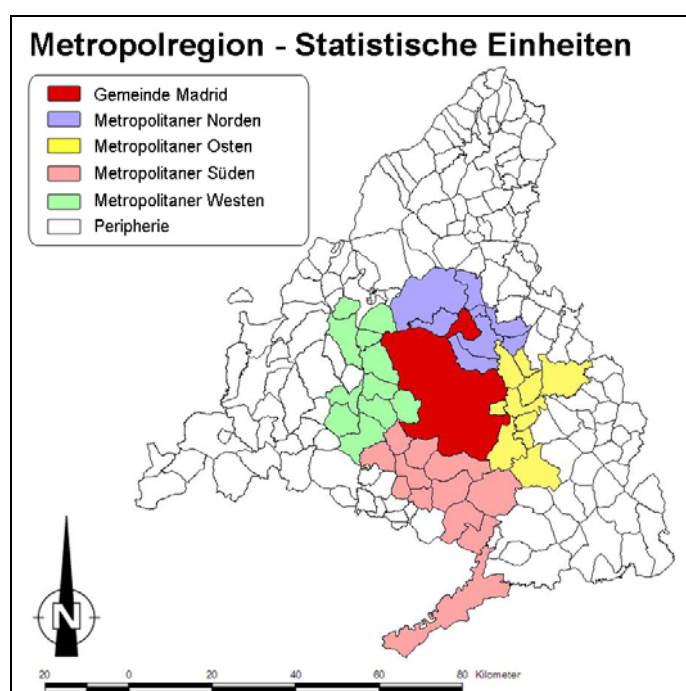 Metropolregion - Statistische Einheiten
Gemeinde Madrid
Metropolitaner Norden
Metropolitaner Osten
Metropolitaner Süden
Metropolitaner Westen
Peripherie
N
20 0 20 40 60 80 Kilometer